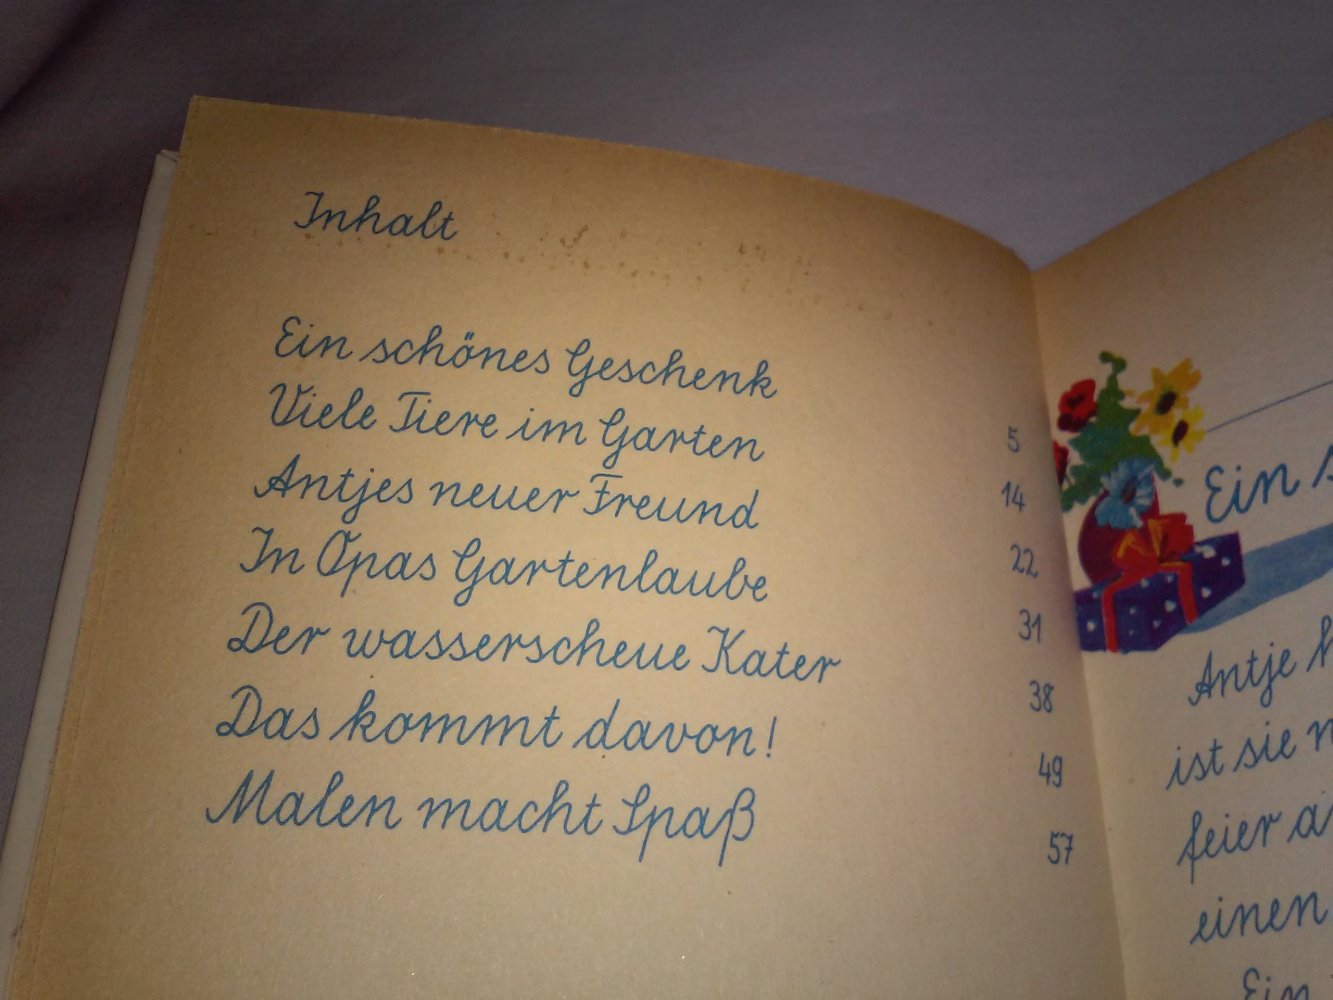 Inhalt
Ein schönes Geschenk 5
Viele Tiere im Garten 14
Antjes neuer Freund 22
In Opas Gartenlaube 31
Der wasserscheue Kater 38
Das kommt davon! 49
Malen macht Spaß 57
Ein
Antje
ist sie
feier
einen
Ein